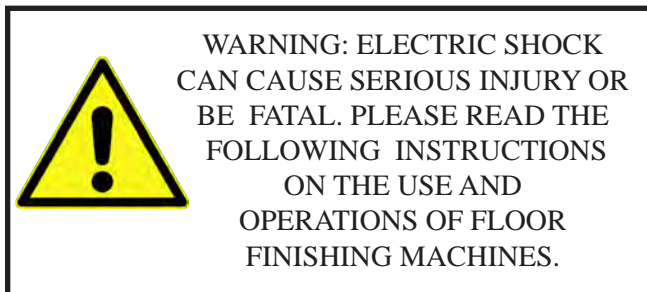 WARNING: ELECTRIC SHOCK
CAN CAUSE SERIOUS INJURY OR
BE FATAL. PLEASE READ THE
FOLLOWING INSTRUCTIONS
ON THE USE AND
OPERATIONS OF FLOOR
FINISHING MACHINES.